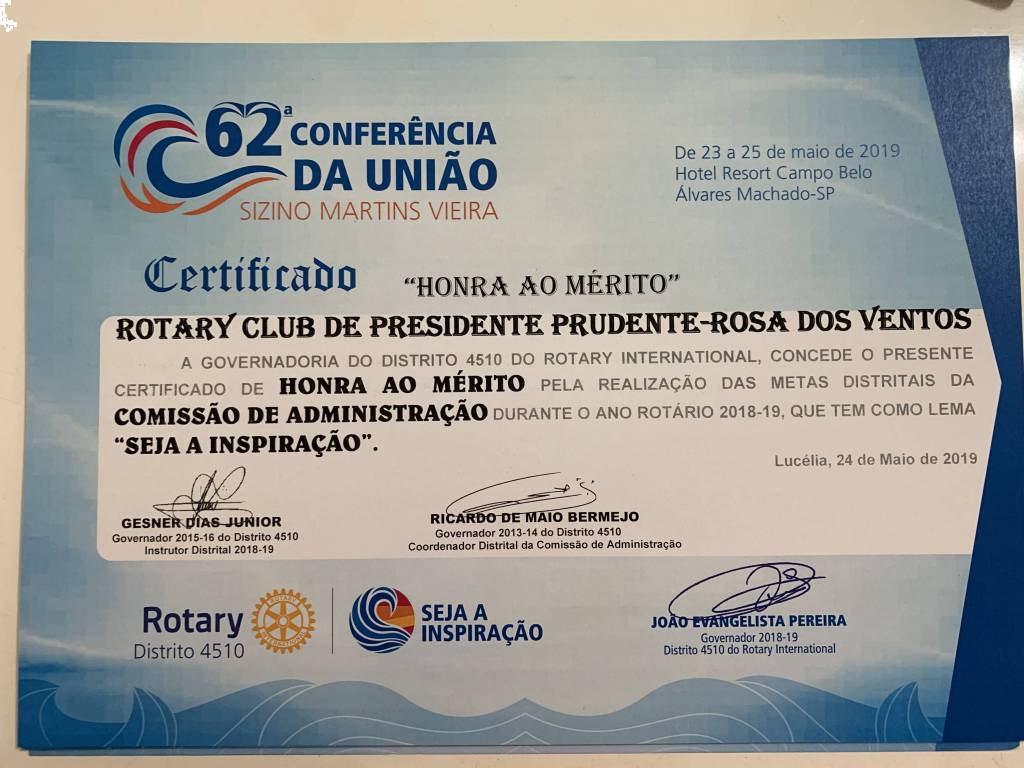 62ª CONFERÊNCIA
DA UNIÃO
SIZINO MARTINS VIEIRA
De 23 a 25 de maio de 2019
Hotel Resort Campo Belo
Álvares Machado-SP
Certificado "HONRA AO MÉRITO"
ROTARY CLUB DE PRESIDENTE PRUDENTE-ROSA DOS VENTOS
A GOVERNADORIA DO DISTRITO 4510 DO ROTARY INTERNATIONAL, CONCEDE O PRESENTE
CERTIFICADO DE HONRA AO MÉRITO PELA REALIZAÇÃO DAS METAS DISTRITAIS DA
COMISSÃO DE ADMINISTRAÇÃO DURANTE O ANO ROTÁRIO 2018-19, QUE TEM COMO LEMA
"SEJA A INSPIRAÇÃO".
Lucélia, 24 de Maio de 2019
GESNER DIAS JUNIOR
Governador 2015-16 do Distrito 4510
Instrutor Distrital 2018-19
RICARDO DE MAIO BERMEJO
Governador 2013-14 do Distrito 4510
Coordenador Distrital da Comissão de Administração
Rotary
Distrito 4510
ROTARY
INTERNATIONAL
SEJA A
INSPIRAÇÃO
JOÃO EVANGELISTA PEREIRA
Governador 2018-19
Distrito 4510 do Rotary International